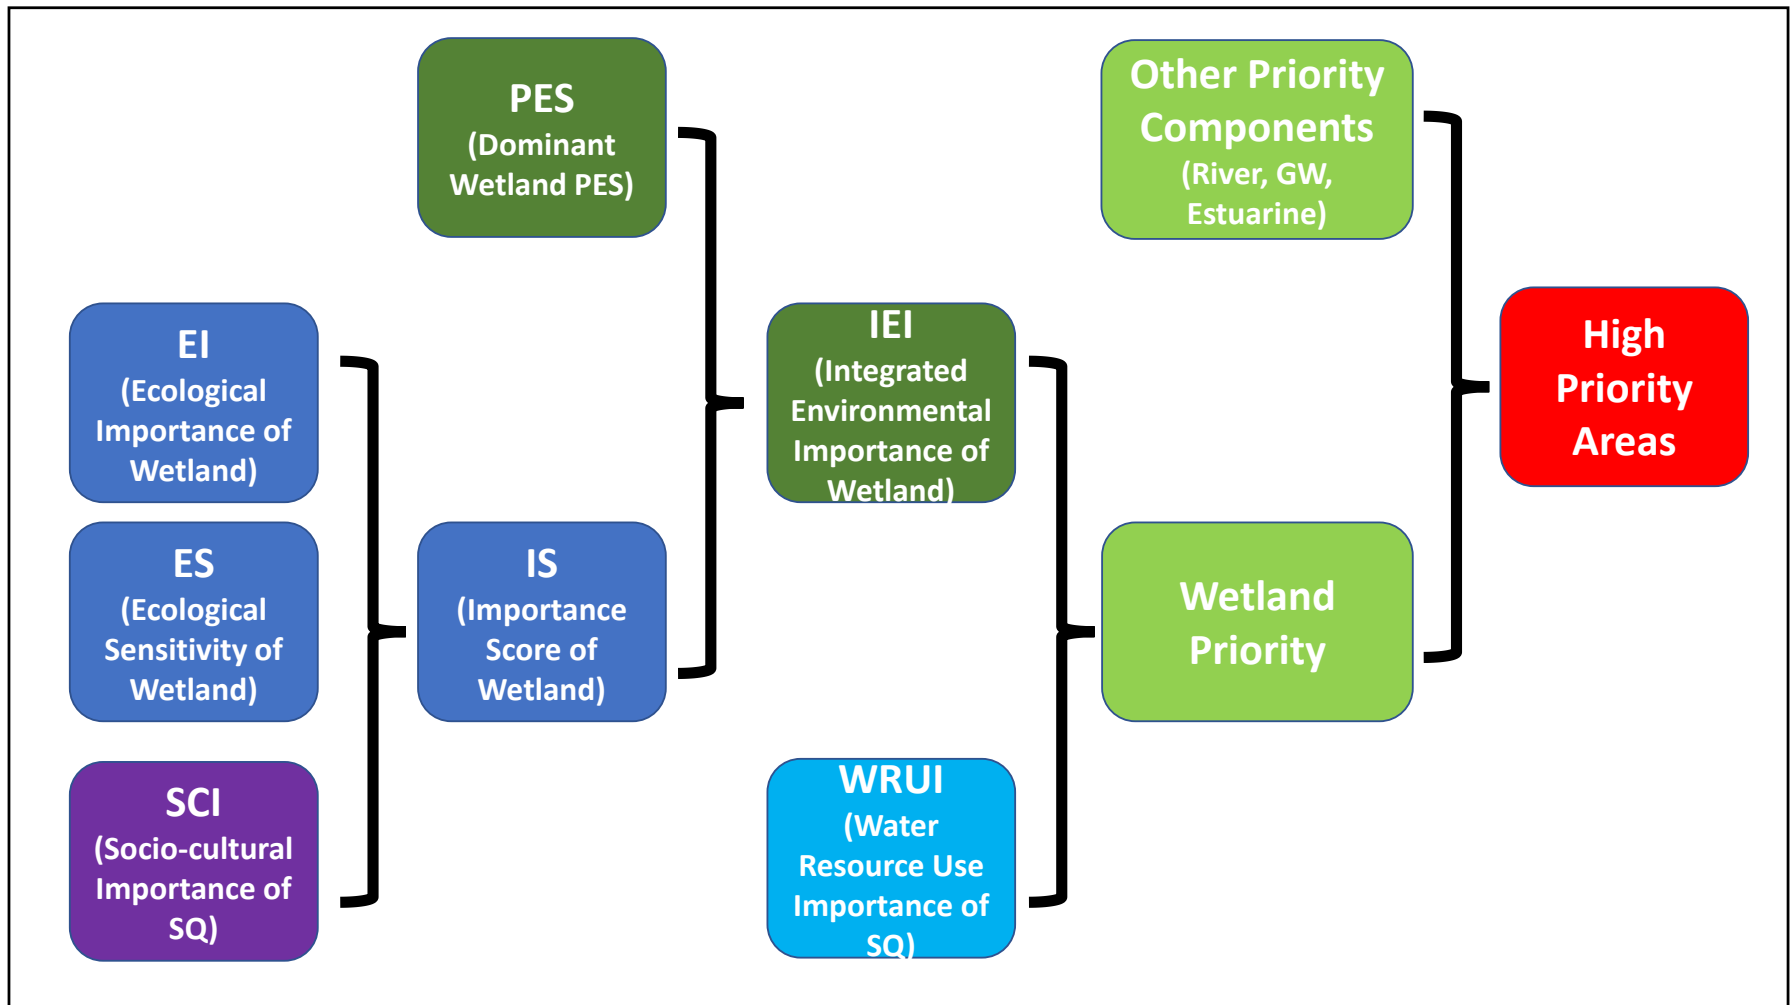 PES
(Dominant
Wetland PES)
Other Priority
Components
(River, GW,
Estuarine)
EI
(Ecological
Importance of
Wetland)
IEI
(Integrated
Environmental
Importance of
Wetland)
High
Priority
Areas
ES
(Ecological
Sensitivity of
Wetland)
IS
(Importance
Score of
Wetland)
Wetland
Priority
SCI
(Socio-cultural
Importance of
SQ)
WRUI
(Water
Resource Use
Importance of
SQ)